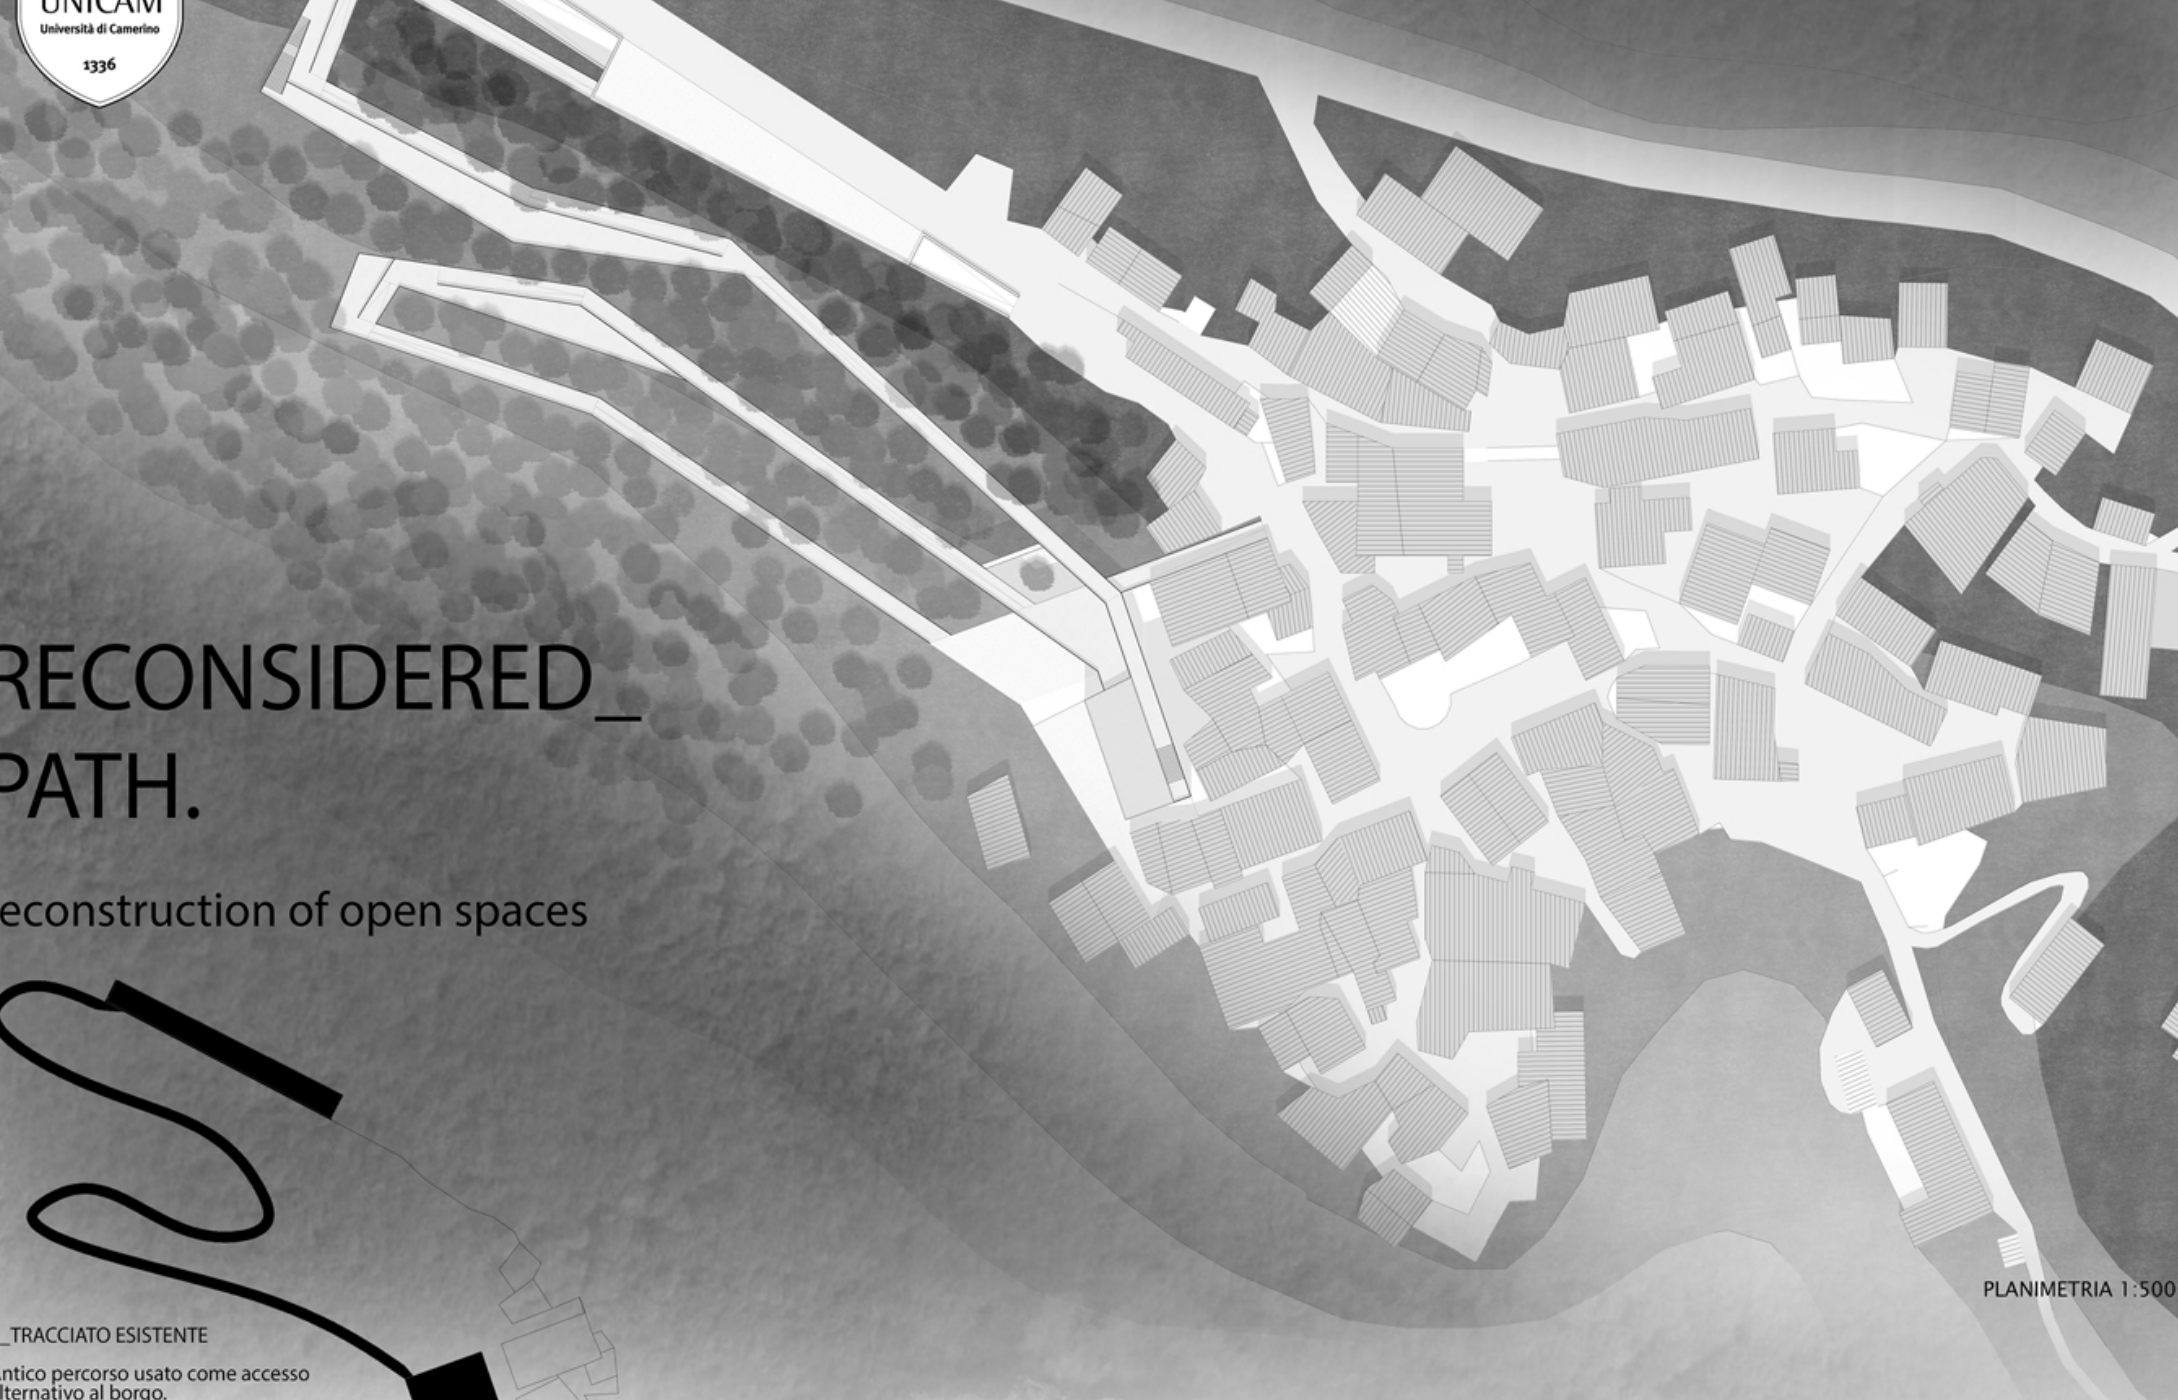 UNICAM
Università di Camerino
1336
RECONSIDERED_
PATH.
econstruction of open spaces
PLANIMETRIA 1:500
_TRACCIATO ESISTENTE
ntico percorso usato come accesso
lternativo al borgo.